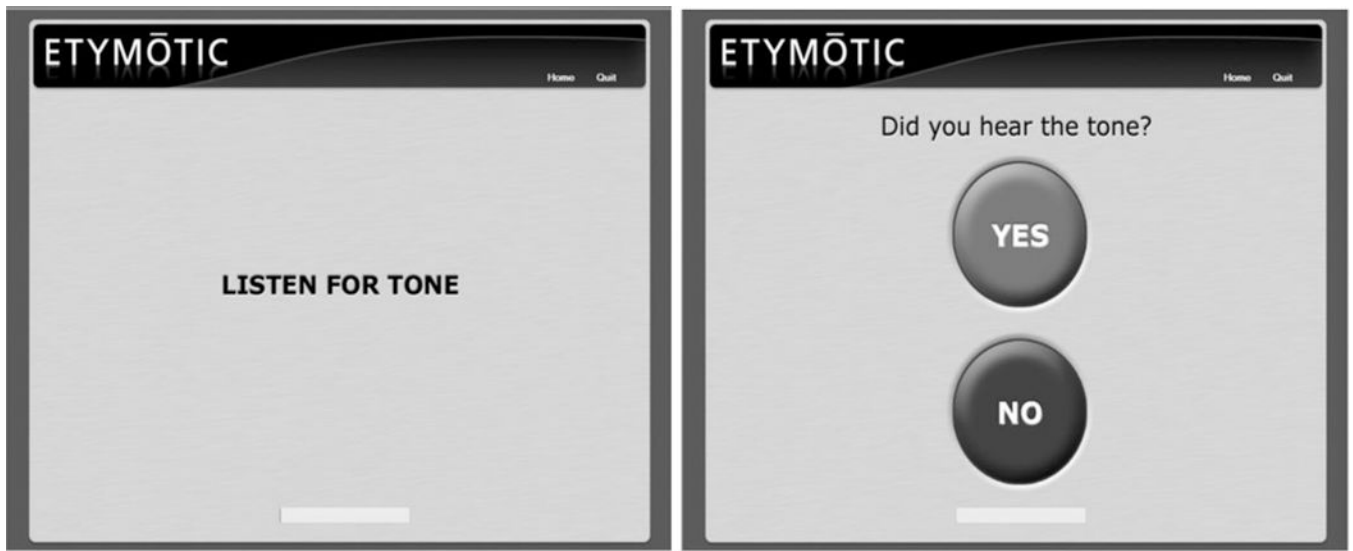 ETYMŌTIC
Home Quit
LISTEN FOR TONE
ETYMŌTIC
Home Quit
Did you hear the tone?
YES
NO